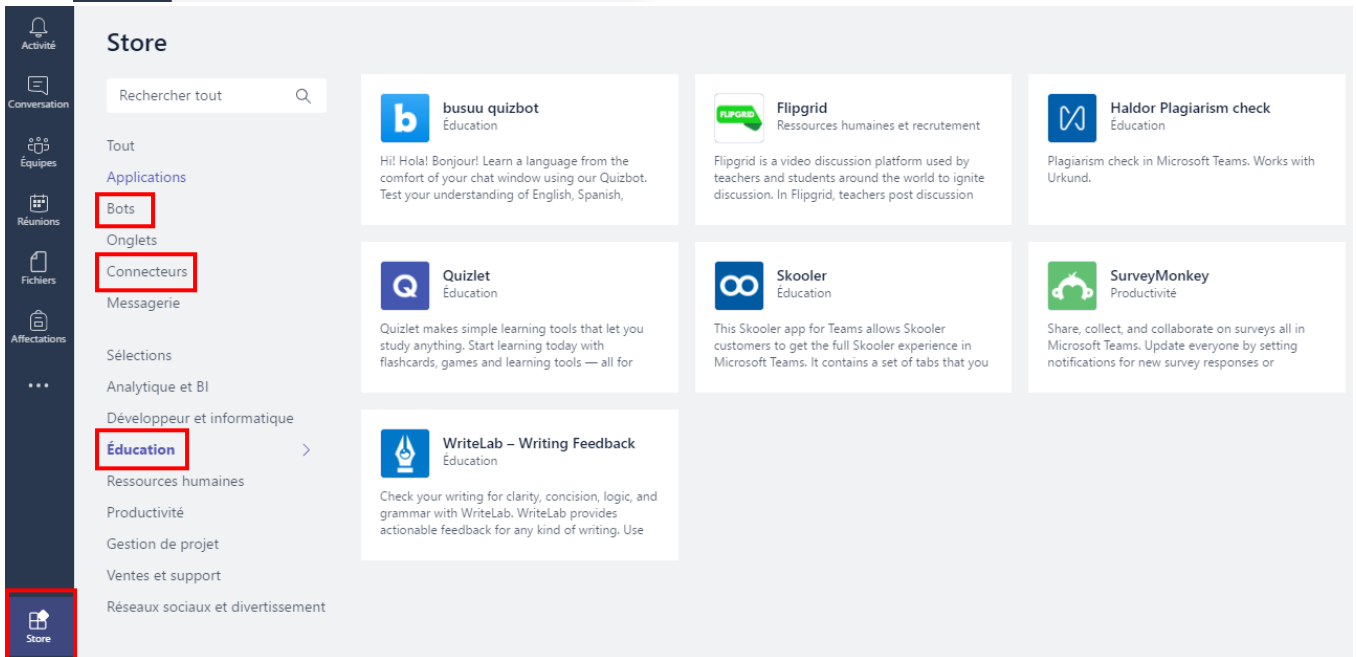 Activité
Conversation
Équipes
Réunions
Fichiers
Affectations
Store
Store
Rechercher tout
Tout
Applications
Bots
Onglets
Connecteurs
Messagerie
Sélections
Analytique et BI
Développeur et informatique
Éducation
Ressources humaines
Productivité
Gestion de projet
Ventes et support
Réseaux sociaux et divertissement
b
busuu quizbot
Éducation
Hi! Hola! Bonjour! Learn a language from the
comfort of your chat window using our Quizbot.
Test your understanding of English, Spanish,
FLIPGRID
Flipgrid
Ressources humaines et recrutement
Flipgrid is a video discussion platform used by
teachers and students around the world to ignite
discussion. In Flipgrid, teachers post discussion
Haldor Plagiarism check
Éducation
Plagiarism check in Microsoft Teams. Works with
Urkund.
Q
Quizlet
Éducation
Quizlet makes simple learning tools that let you
study anything. Start learning today with
flashcards, games and learning tools — all for
Skooler
Éducation
This Skooler app for Teams allows Skooler
customers to get the full Skooler experience in
Microsoft Teams. It contains a set of tabs that you
SurveyMonkey
Productivité
Share, collect, and collaborate on surveys all in
Microsoft Teams. Update everyone by setting
notifications for new survey responses or
WriteLab – Writing Feedback
Éducation
Check your writing for clarity, concision, logic, and
grammar with WriteLab. WriteLab provides
actionable feedback for any kind of writing. Use